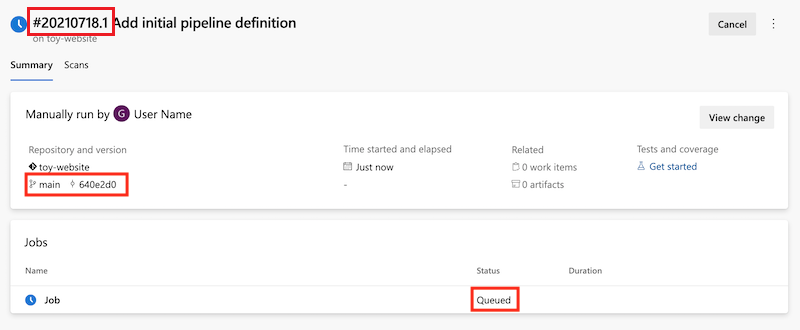 #20210718.1 Add initial pipeline definition
Cancel
on toy-website
Summary Scans
Manually run by G User Name
View change
Repository and version
Time started and elapsed
Related
Tests and coverage
toy-website
Just now
0 work items
Get started
main 640e2d0
-
0 artifacts
Jobs
Name Status Duration
Job Queued